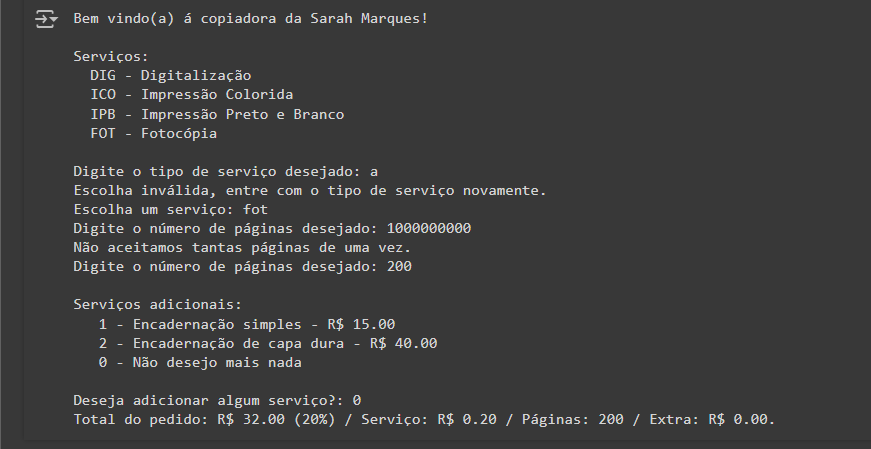 Bem vindo(a) á copiadora da Sarah Marques!
Serviços:
DIG - Digitalização
ICO - Impressão Colorida
IPB - Impressão Preto e Branco
FOT - Fotocópia
Digite o tipo de serviço desejado: a
Escolha inválida, entre com o tipo de serviço novamente.
Escolha um serviço: fot
Digite o número de páginas desejado: 1000000000
Não aceitamos tantas páginas de uma vez.
Digite o número de páginas desejado: 200
Serviços adicionais:
1 - Encadernação simples - R$ 15.00
2 - Encadernação de capa dura - R$ 40.00
0 - Não desejo mais nada
Deseja adicionar algum serviço?: 0
Total do pedido: R$ 32.00 (20%) / Serviço: R$ 0.20 / Páginas: 200 / Extra: R$ 0.00.